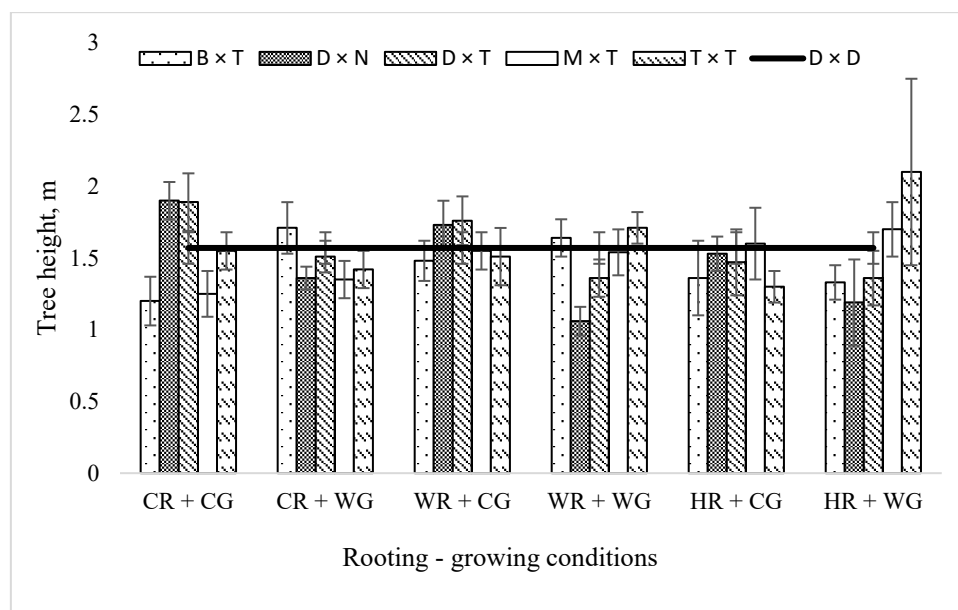 3
B × T D × N D × T M × T T × T D × D
2.5
2
1.5
1
0.5
0
Tree height, m
CR + CG CR + WG WR + CG WR + WG HR + CG HR + WG
Rooting - growing conditions